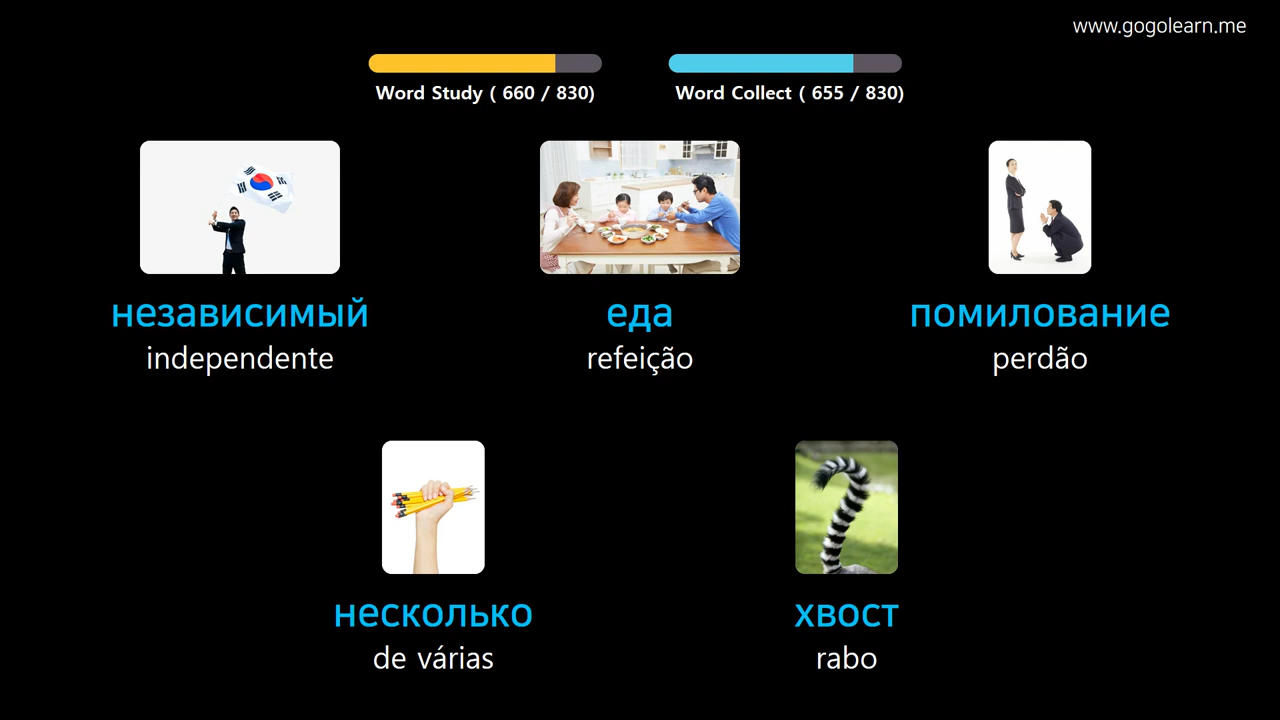 www.gogolearn.me
Word Study ( 660 / 830)
Word Collect ( 655 / 830)
независимый
independente
еда
refeição
помилование
perdão
несколько
de várias
хвост
rabo